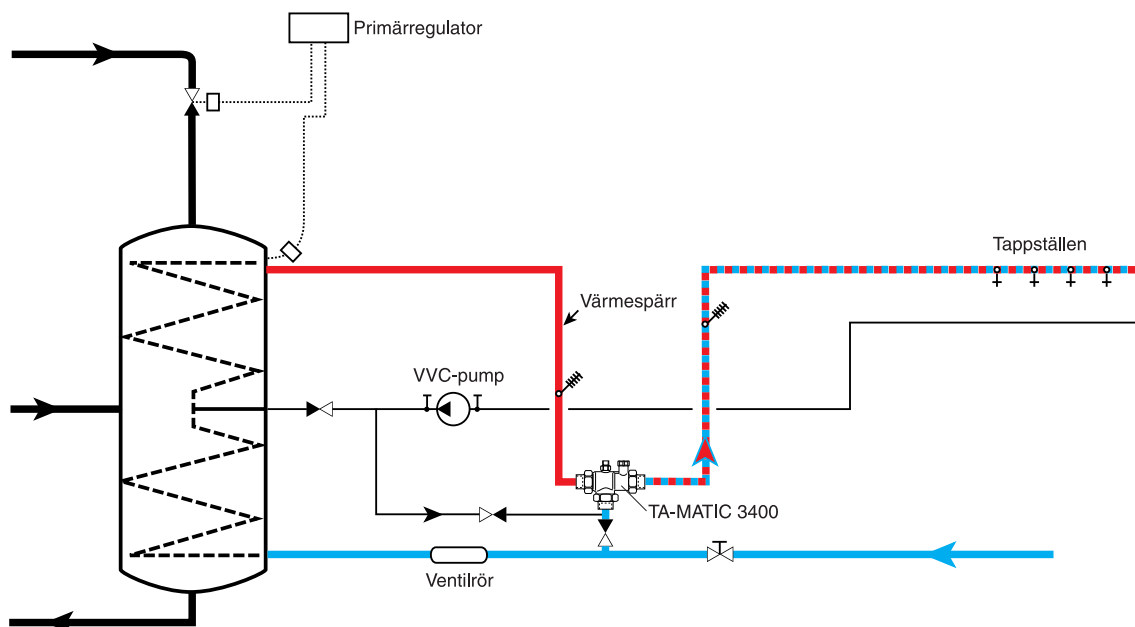 Primärregulator
Tappställen
Värmespärr
VVC-pump
TA-MATIC 3400
Ventilrör